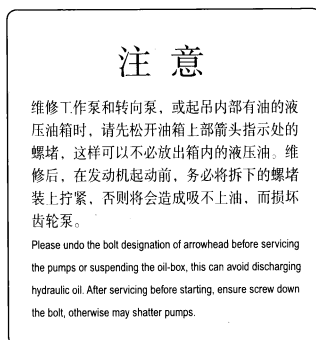 注 意
维修工作泵和转向泵，或起吊内部有油的液
压油箱时，请先松开油箱上部箭头指示处的
螺堵，这样可以不必放出箱内的液压油。维
修后，在发动机起动前，务必将拆下的螺堵
装上拧紧，否则将会造成吸不上油，而损坏
齿轮泵。
Please undo the bolt designation of arrowhead before servicing
the pumps or suspending the oil-box, this can avoid discharging
hydraulic oil. After servicing before starting, ensure screw down
the bolt, otherwise may shatter pumps.